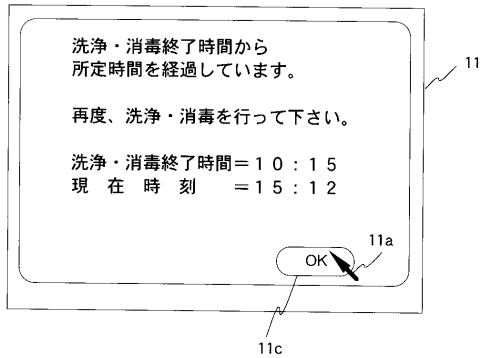 洗浄・消毒終了時間から
所定時間を経過しています。
再度、洗浄・消毒を行って下さい。
洗浄・消毒終了時間＝１０：１５
現　在　時　刻　　＝１５：１２
OK
11
11a
11c